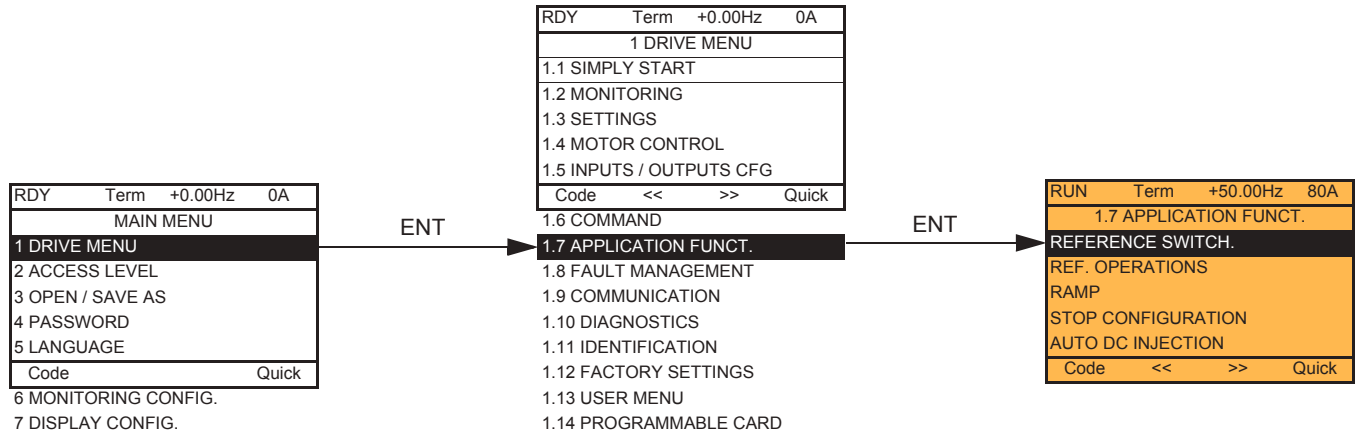 RDY Term +0.00Hz 0A
MAIN MENU
1 DRIVE MENU
2 ACCESS LEVEL
3 OPEN / SAVE AS
4 PASSWORD
5 LANGUAGE
Code Quick
6 MONITORING CONFIG.
7 DISPLAY CONFIG.
ENT
RDY Term +0.00Hz 0A
1 DRIVE MENU
1.1 SIMPLY START
1.2 MONITORING
1.3 SETTINGS
1.4 MOTOR CONTROL
1.5 INPUTS / OUTPUTS CFG
Code << >> Quick
1.6 COMMAND
1.7 APPLICATION FUNCT.
1.8 FAULT MANAGEMENT
1.9 COMMUNICATION
1.10 DIAGNOSTICS
1.11 IDENTIFICATION
1.12 FACTORY SETTINGS
1.13 USER MENU
1.14 PROGRAMMABLE CARD
ENT
RUN Term +50.00Hz 80A
1.7 APPLICATION FUNCT.
REFERENCE SWITCH.
REF. OPERATIONS
RAMP
STOP CONFIGURATION
AUTO DC INJECTION
Code << >> Quick